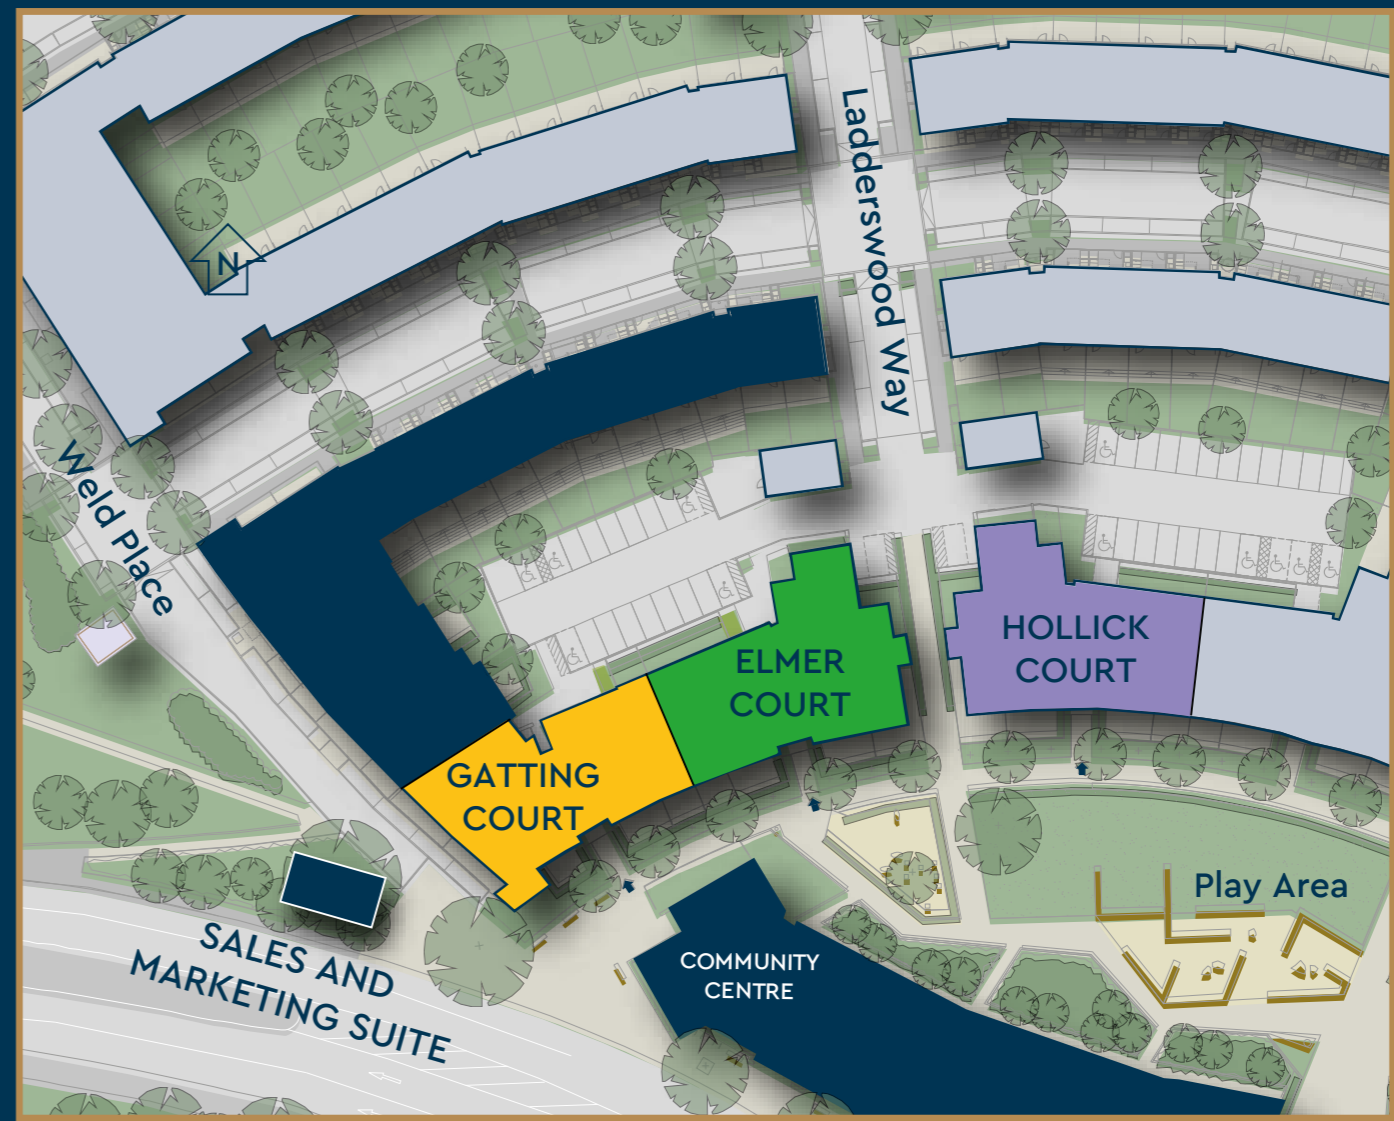 Ladderswood Way
N
Weld Place
HOLLICK
COURT
ELMER
COURT
GATTING
COURT
Play Area
SALES AND
MARKETING SUITE
COMMUNITY
CENTRE